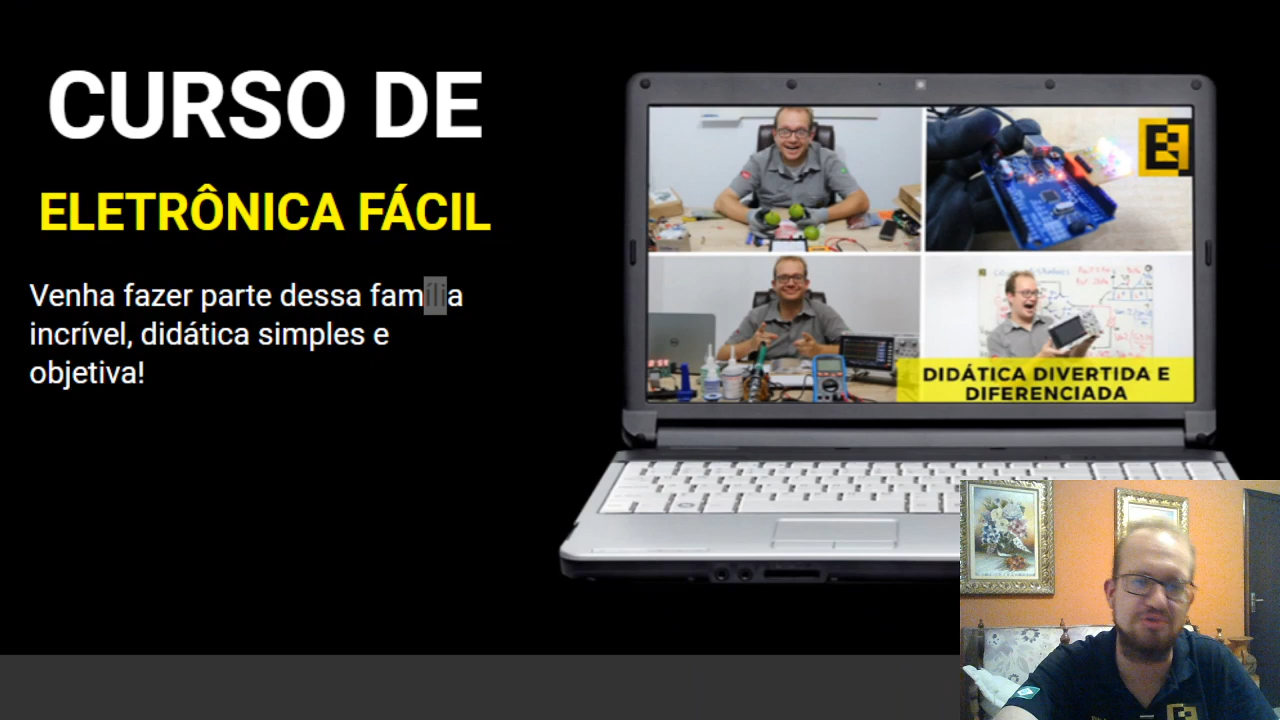 CURSO DE
ELETRÔNICA FÁCIL
Venha fazer parte dessa família
incrível, didática simples e
objetiva!
DIDÁTICA DIVERTIDA E
DIFERENCIADA